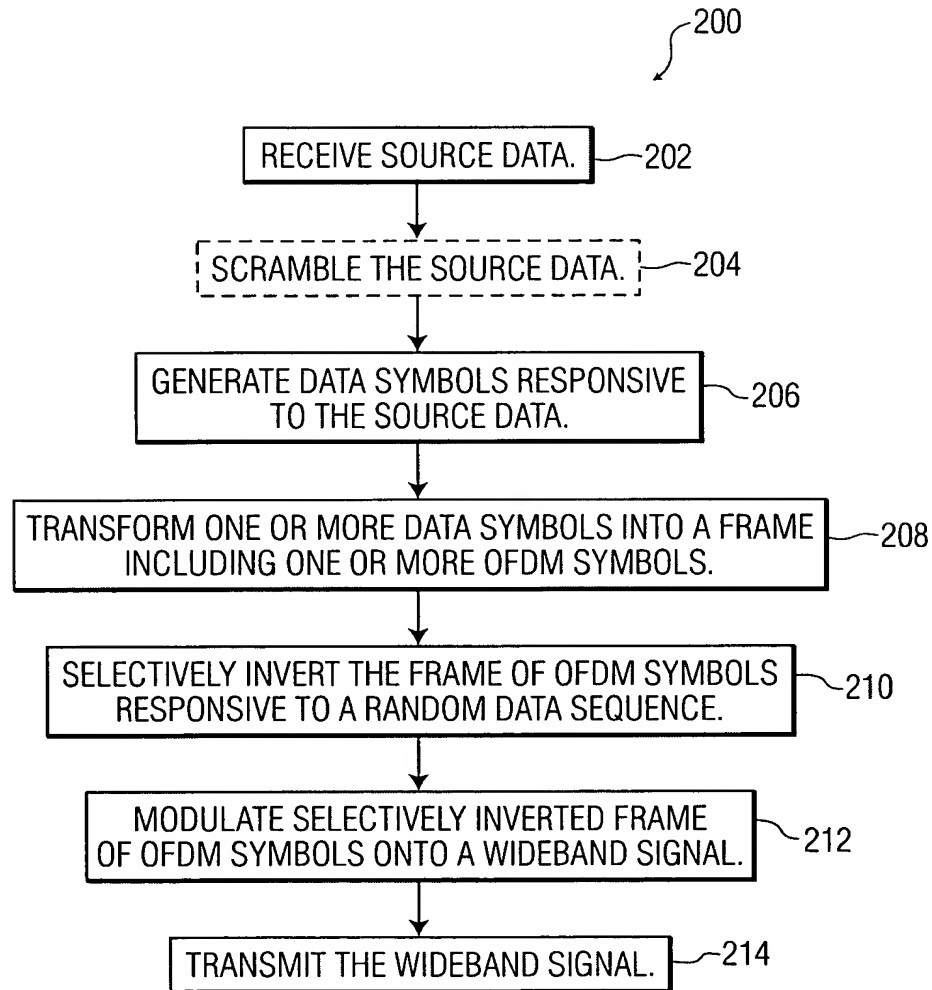 200
RECEIVE SOURCE DATA.
202
SCRAMBLE THE SOURCE DATA.
204
GENERATE DATA SYMBOLS RESPONSIVE
TO THE SOURCE DATA.
206
TRANSFORM ONE OR MORE DATA SYMBOLS INTO A FRAME
INCLUDING ONE OR MORE OFDM SYMBOLS.
208
SELECTIVELY INVERT THE FRAME OF OFDM SYMBOLS
RESPONSIVE TO A RANDOM DATA SEQUENCE.
210
MODULATE SELECTIVELY INVERTED FRAME
OF OFDM SYMBOLS ONTO A WIDEBAND SIGNAL.
212
TRANSMIT THE WIDEBAND SIGNAL.
214